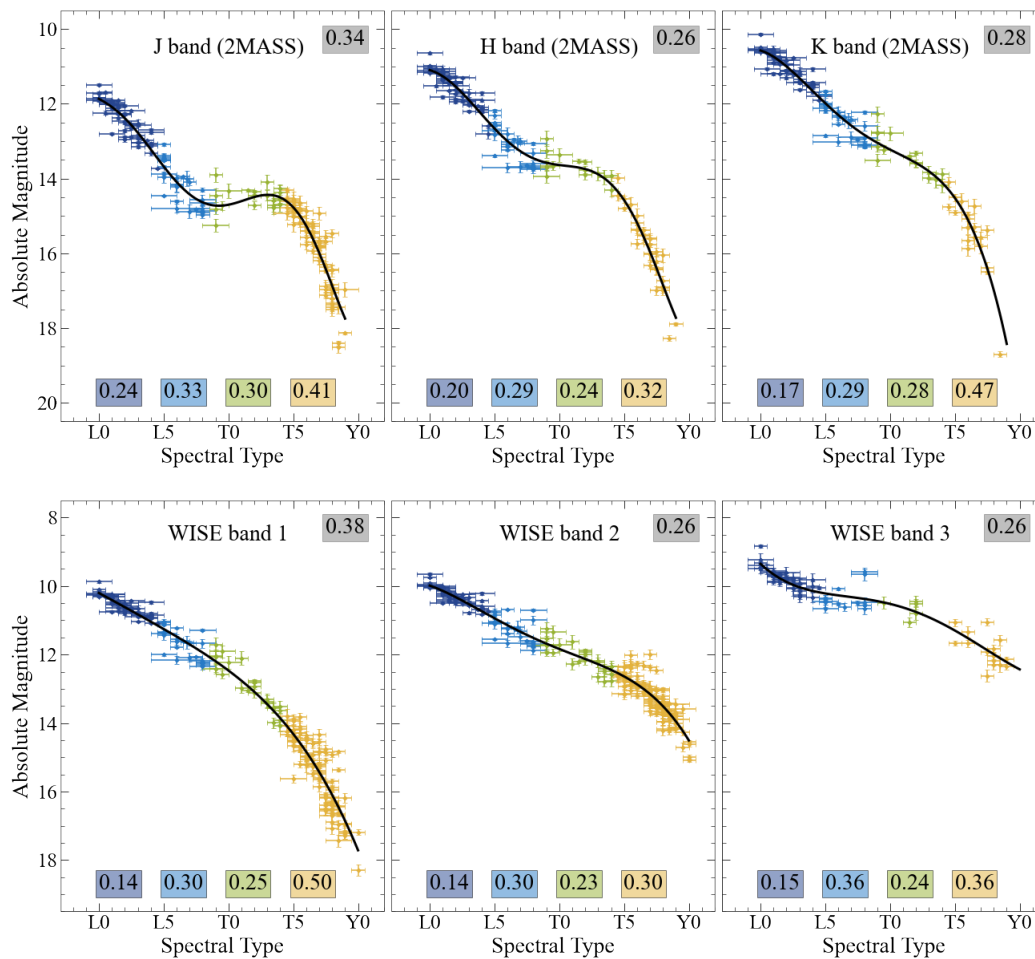 J band (2MASS) 0.34
H band (2MASS) 0.26
K band (2MASS) 0.28
10
12
14
16
18
20
Absolute Magnitude
0.24 0.33 0.30 0.41
0.20 0.29 0.24 0.32
0.17 0.29 0.28 0.47
L0 L5 T0 T5 Y0
L0 L5 T0 T5 Y0
L0 L5 T0 T5 Y0
Spectral Type
Spectral Type
Spectral Type
WISE band 1 0.38
WISE band 2 0.26
WISE band 3 0.26
8
10
12
14
16
18
Absolute Magnitude
0.14 0.30 0.25 0.50
0.14 0.30 0.23 0.30
0.15 0.36 0.24 0.36
L0 L5 T0 T5 Y0
L0 L5 T0 T5 Y0
L0 L5 T0 T5 Y0
Spectral Type
Spectral Type
Spectral Type